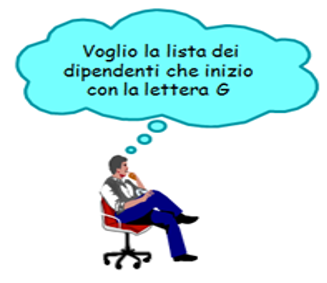 Voglio la lista dei
dipendenti che inizio
con la lettera G